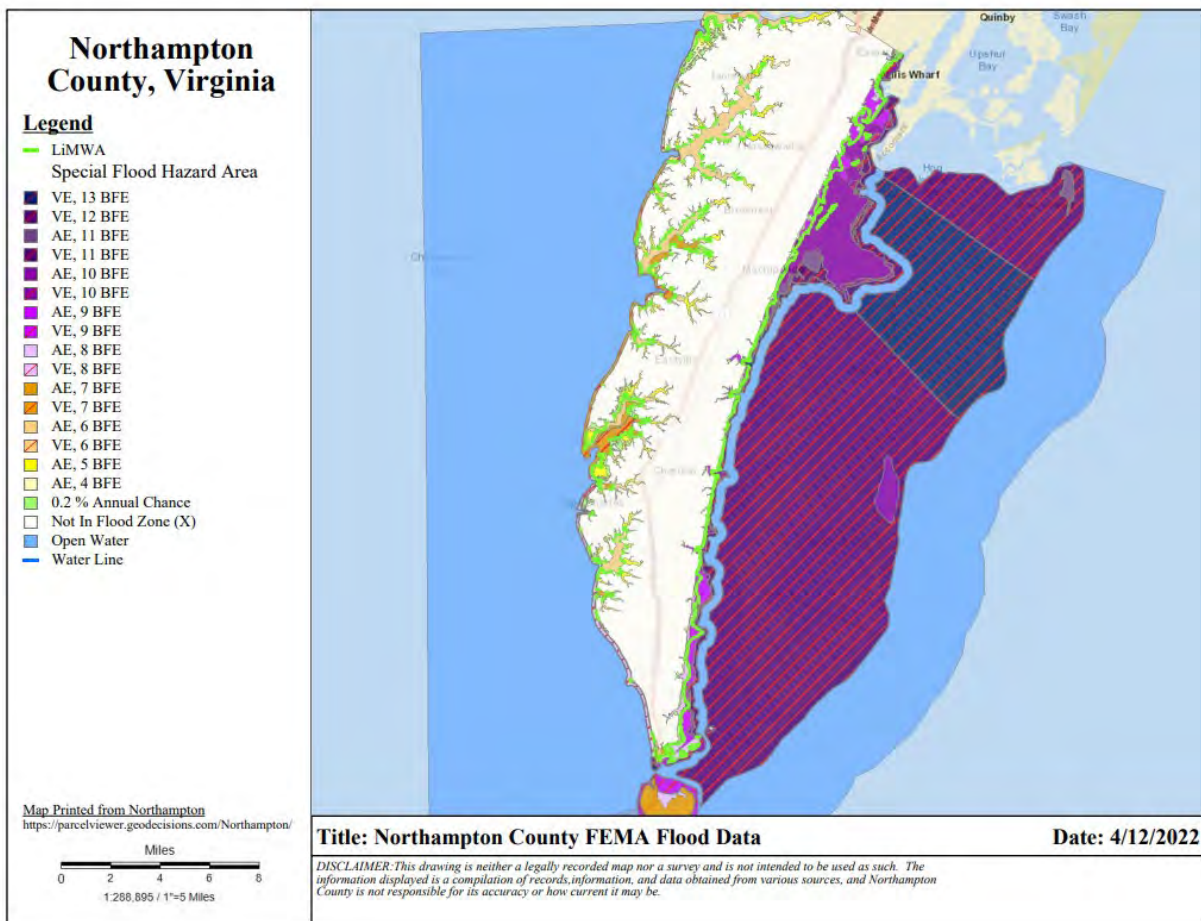 Northampton
County, Virginia
Legend
LiMWA
Special Flood Hazard Area
VE, 13 BFE
VE, 12 BFE
AE, 11 BFE
VE, 11 BFE
AE, 10 BFE
VE, 10 BFE
AE, 9 BFE
VE, 9 BFE
AE, 8 BFE
VE, 8 BFE
AE, 7 BFE
VE, 7 BFE
AE, 6 BFE
VE, 6 BFE
AE, 5 BFE
AE, 4 BFE
0.2 % Annual Chance
Not In Flood Zone (X)
Open Water
Water Line
Map Printed from Northampton
https://parcelviewer.geodecisions.com/Northampton/
Miles
0 2 4 6 8
1:288,895 / 1"=5 Miles
Quinby
Swash
Bay
Upshur
Bay
Wharf
Hog
Title: Northampton County FEMA Flood Data
Date: 4/12/2022
DISCLAIMER:This drawing is neither a legally recorded map nor a survey and is not intended to be used as such. The
information displayed is a compilation of records,information, and data obtained from various sources, and Northampton
County is not responsible for its accuracy or how current it may be.